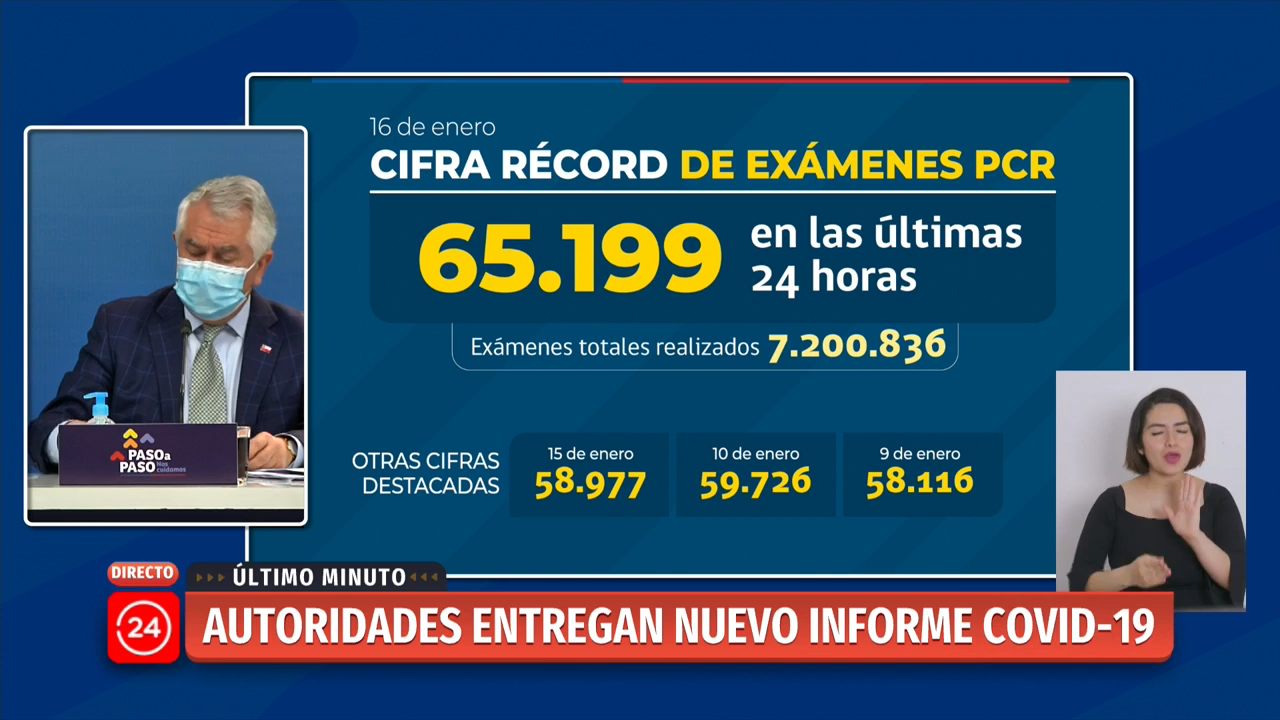 16 de enero
CIFRA RÉCORD DE EXÁMENES PCR
65.199
en las últimas
24 horas
Exámenes totales realizados 7.200.836
OTRAS CIFRAS
DESTACADAS
15 de enero
58.977
10 de enero
59.726
9 de enero
58.116
PASO a
PASO Nos
cuidamos
DIRECTO
ÚLTIMO MINUTO
24
AUTORIDADES ENTREGAN NUEVO INFORME COVID-19